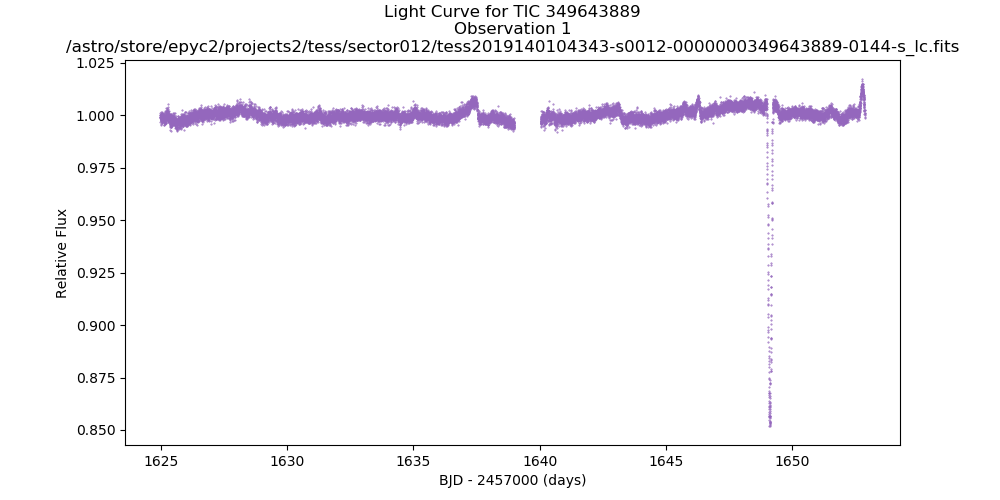 Light Curve for TIC 349643889
Observation 1
/astro/store/epyc2/projects2/tess/sector012/tess2019140104343-s0012-0000000349643889-0144-s_lc.fits
1.025
1.000
0.975
0.950
0.925
0.900
0.875
0.850
Relative Flux
1625 1630 1635 1640 1645 1650
BJD - 2457000 (days)